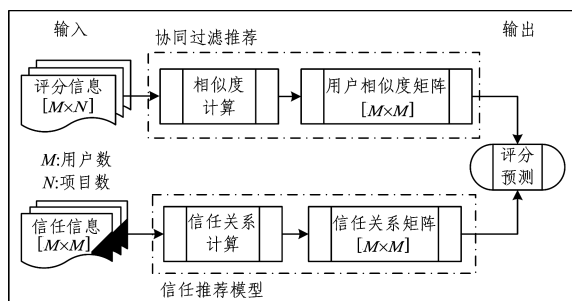 输入
协同过滤推荐
输出
评分信息
[M×N]
相似度
计算
用户相似度矩阵
[M×M]
评分
预测
M:用户数
N:项目数
信任信息
[M×M]
信任关系
计算
信任关系矩阵
[M×M]
信任推荐模型